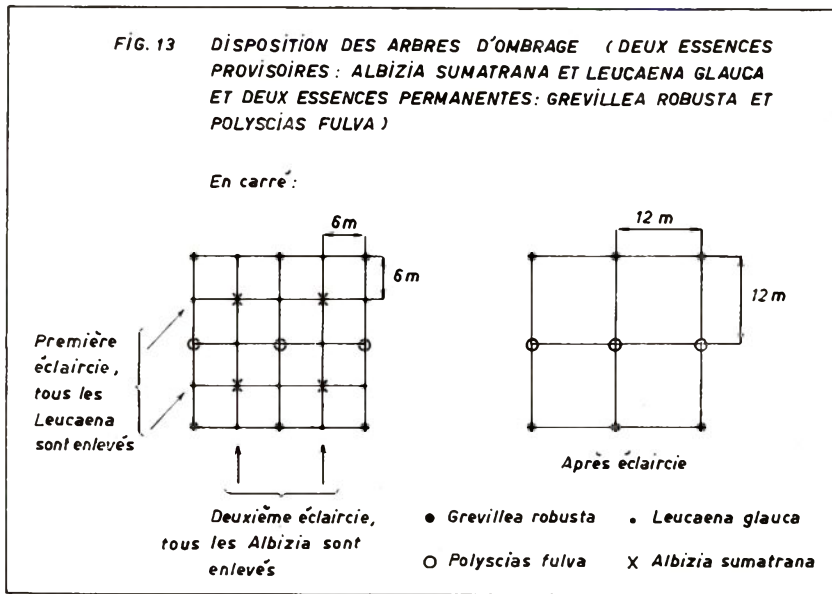 FIG. 13 DISPOSITION DES ARBRES D'OMBRAGE (DEUX ESSENCES
PROVISOIRES : ALBIZIA SUMATRANA ET LEUCAENA GLAUCA
ET DEUX ESSENCES PERMANENTES: GREVILLEA ROBUSTA ET
POLYSCIAS FULVA )
En carré :
6m
6m
12 m
12 m
Première
éclaircie,
tous les
Leucaena
sont enlevés
Après éclaircie
Deuxième éclaircie,
tous les Albizia sont
enlevés
Grevillea robusta
Leucaena glauca
Polyscias fulva
Albizia sumatrana